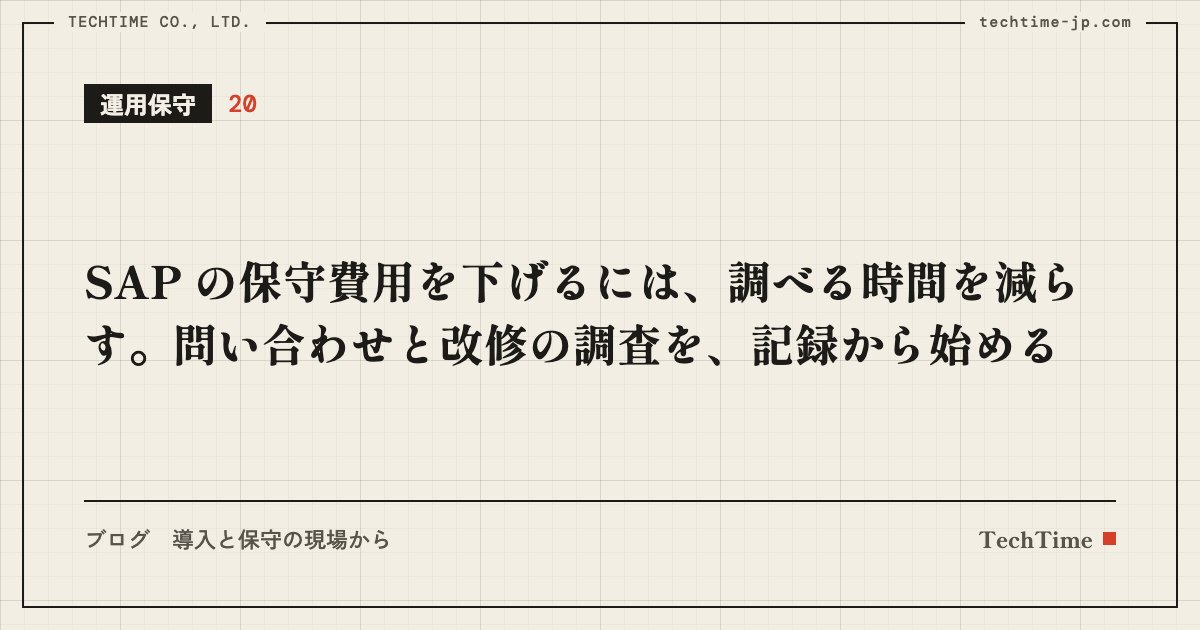 TECHTIME CO., LTD.
techtime-jp.com
運用保守 20
SAP の保守費用を下げるには、調べる時間を減ら
す。問い合わせと改修の調査を、記録から始める
ブログ　導入と保守の現場から
TechTime